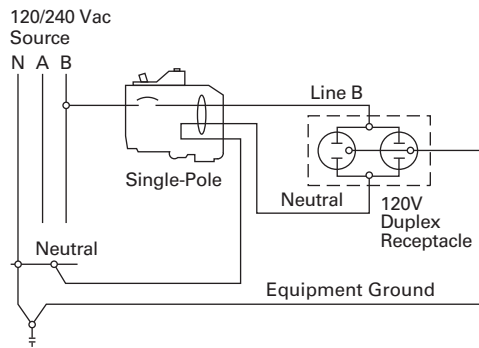 120/240 Vac
Source
N A B
Line B
Single-Pole
Neutral
120V
Duplex
Receptacle
Neutral
Equipment Ground